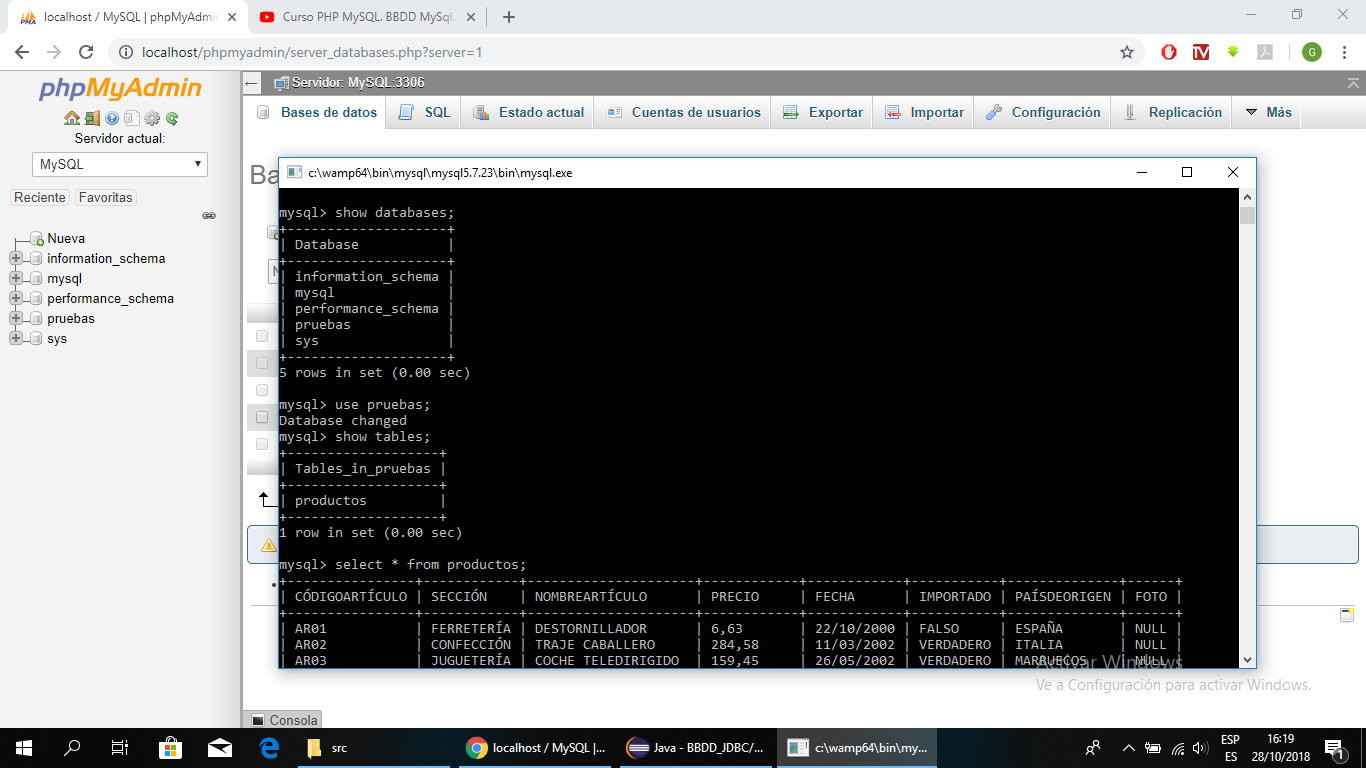 localhost / MySQL | phpMyAdmin
Curso PHP MySQL. BBDD MySql.
localhost/phpmyadmin/server_databases.php?server=1
G
phpMyAdmin
Servidor actual:
MySQL
Reciente Favoritas
Nueva
information_schema
mysql
performance_schema
pruebas
sys
Servidor: MySQL:3306
Bases de datos SQL Estado actual Cuentas de usuarios Exportar Importar Configuración Replicación Más
Ba
c:\wamp64\bin\mysql\mysql5.7.23\bin\mysql.exe
mysql> show databases;
+--------------------+
| Database           |
+--------------------+
| information_schema |
| mysql              |
| performance_schema |
| pruebas            |
| sys                |
+--------------------+
5 rows in set (0.00 sec)
mysql> use pruebas;
Database changed
mysql> show tables;
+-------------------+
| Tables_in_pruebas |
+-------------------+
| productos         |
+-------------------+
1 row in set (0.00 sec)
mysql> select * from productos;
+----------------+------------+---------------------+------------+------------+-----------+--------------+------+
| CÓDIGOARTÍCULO | SECCIÓN    | NOMBREARTÍCULO      | PRECIO     | FECHA      | IMPORTADO | PAÍSDEORIGEN | FOTO |
+----------------+------------+---------------------+------------+------------+-----------+--------------+------+
| AR01           | FERRETERÍA | DESTORNILLADOR      | 6,63       | 22/10/2000 | FALSO     | ESPAÑA       | NULL |
| AR02           | CONFECCIÓN | TRAJE CABALLERO     | 284,58     | 11/03/2002 | VERDADERO | ITALIA       | NULL |
| AR03           | JUGUETERÍA | COCHE TELEDIRIGIDO  | 159,45     | 26/05/2002 | VERDADERO | MARRUECOS    | NULL |
Activar Windows
Ve a Configuración para activar Windows.
Consola
src
localhost / MySQL |...
Java - BBDD_JDBC/...
c:\wamp64\bin\my...
ESP
ES
16:19
28/10/2018
1